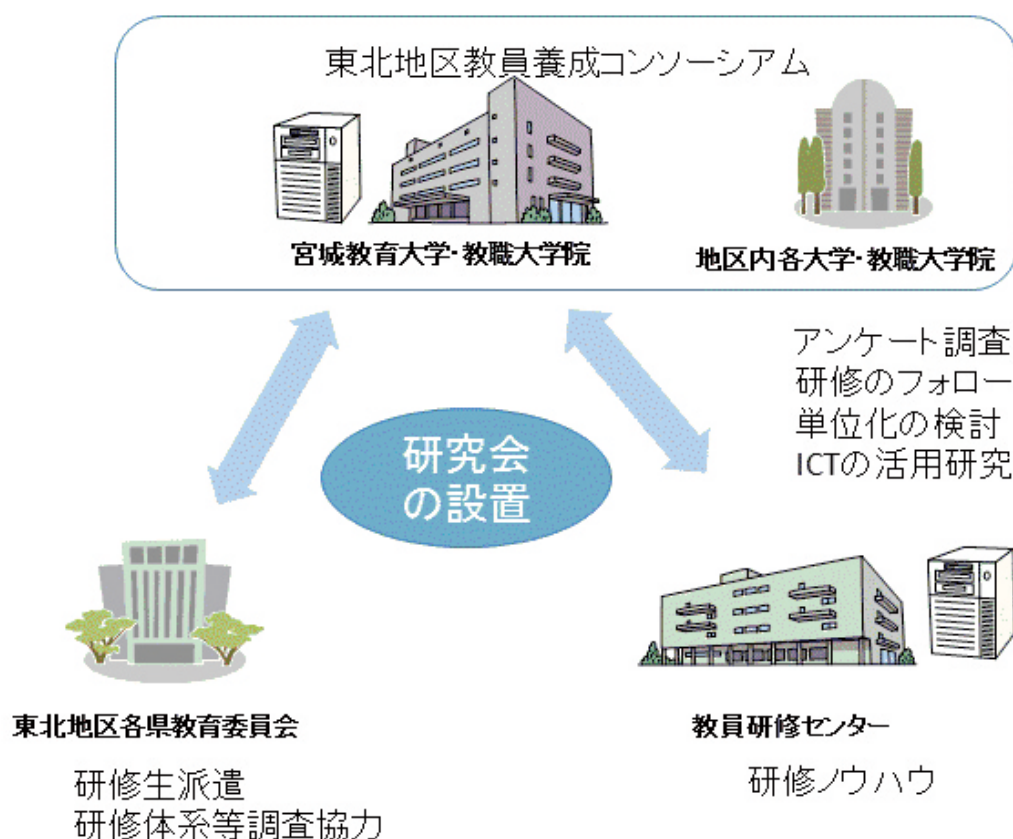 東北地区教員養成コンソーシアム
宮城教育大学・教職大学院
地区内各大学・教職大学院
アンケート調査
研修のフォロー
単位化の検討
ICTの活用研究
研究会
の設置
東北地区各県教育委員会
研修生派遣
研修体系等調査協力
教員研修センター
研修ノウハウ